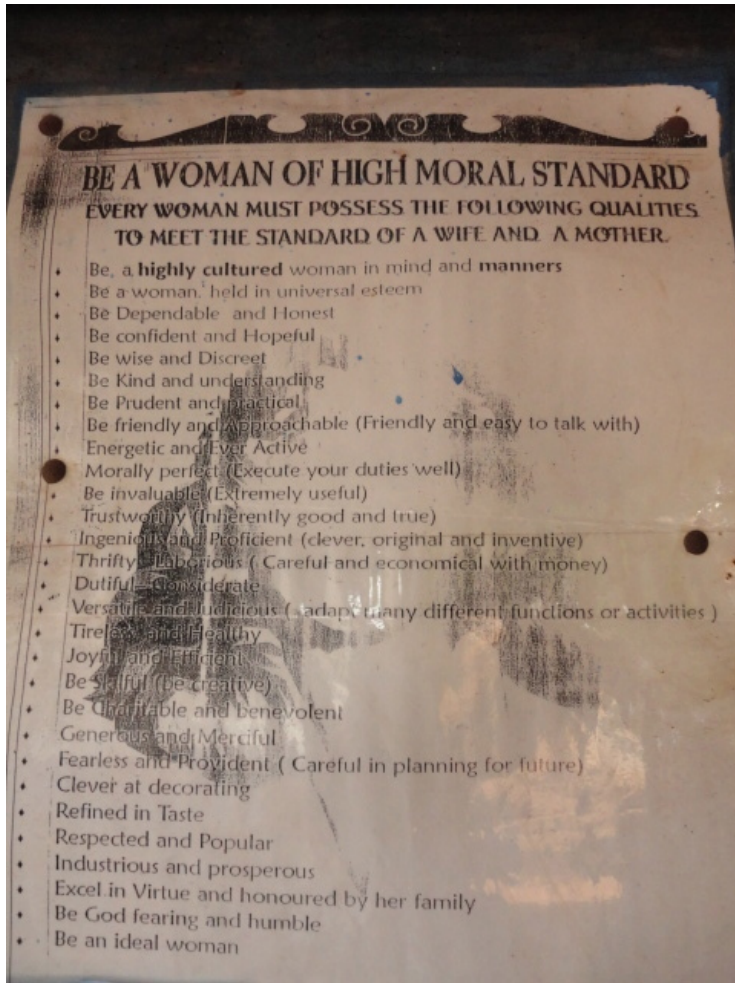 BE A WOMAN OF HIGH MORAL STANDARD
EVERY WOMAN MUST POSSESS THE FOLLOWING QUALITIES
TO MEET THE STANDARD OF A WIFE AND A MOTHER.
Be, a highly cultured woman in mind and manners
Be a woman. held in universal esteem
Be Dependable and Honest
Be confident and Hopeful
Be wise and Discreet
Be Kind and understanding
Be Prudent and practical
Be friendly and Approachable (Friendly and easy to talk with)
Energetic and Ever Active
Morally perfect (Execute your duties well)
Be invaluable (Extremely useful)
Trustworthy (Inherently good and true)
Ingenious and Proficient (clever, original and inventive)
Thrifty - Laborious ( Careful and economical with money)
Dutiful - Considerate
Versatile and Judicious ( adapt many different functions or activities )
Tireless and Healthy
Joyful and Efficient
Be Skilful (be creative)
Be Charitable and benevolent
Generous and Merciful
Fearless and Provident ( Careful in planning for future)
Clever at decorating
Refined in Taste
Respected and Popular
Industrious and prosperous
Excel in Virtue and honoured by her family
Be God fearing and humble
Be an ideal woman